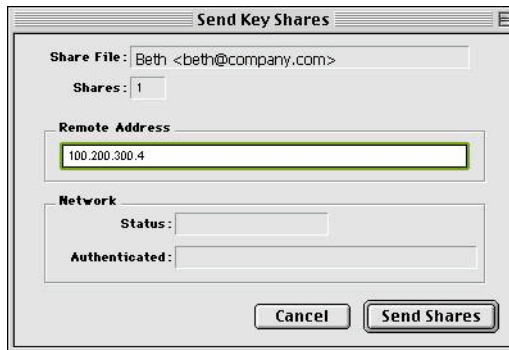 Send Key Shares
Share File: Beth <beth@company.com>
Shares: 1
Remote Address
100.200.300.4
Network
Status:
Authenticated:
Cancel Send Shares